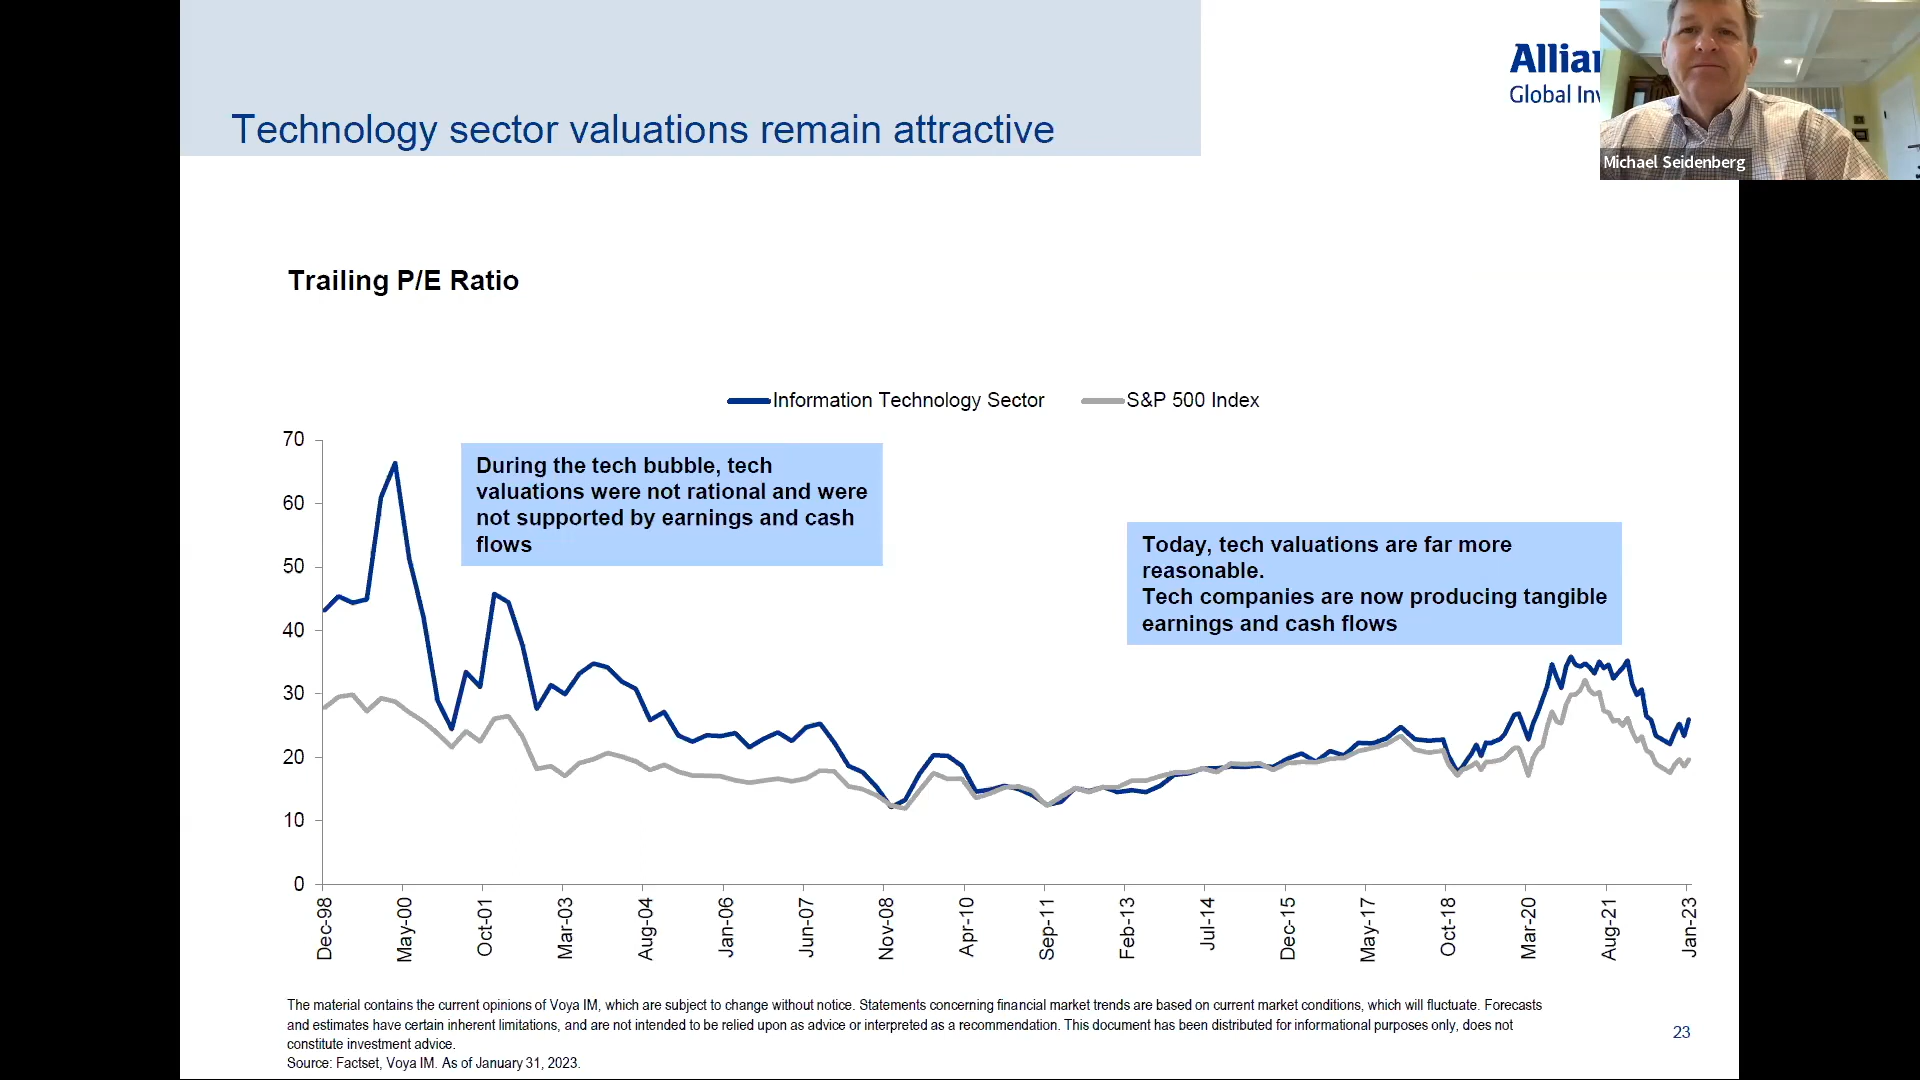 Allia
Global Inv
Michael Seidenberg
Technology sector valuations remain attractive
Trailing P/E Ratio
Information Technology Sector
S&P 500 Index
During the tech bubble, tech
valuations were not rational and were
not supported by earnings and cash
flows
Today, tech valuations are far more
reasonable.
Tech companies are now producing tangible
earnings and cash flows
70
60
50
40
30
20
10
0
Dec-98
May-00
Oct-01
Mar-03
Aug-04
Jan-06
Jun-07
Nov-08
Apr-10
Sep-11
Feb-13
Jul-14
Dec-15
May-17
Oct-18
Mar-20
Aug-21
Jan-23
The material contains the current opinions of Voya IM, which are subject to change without notice. Statements concerning financial market trends are based on current market conditions, which will fluctuate. Forecasts
and estimates have certain inherent limitations, and are not intended to be relied upon as advice or interpreted as a recommendation. This document has been distributed for informational purposes only, does not
constitute investment advice.
Source: Factset, Voya IM. As of January 31, 2023.
23